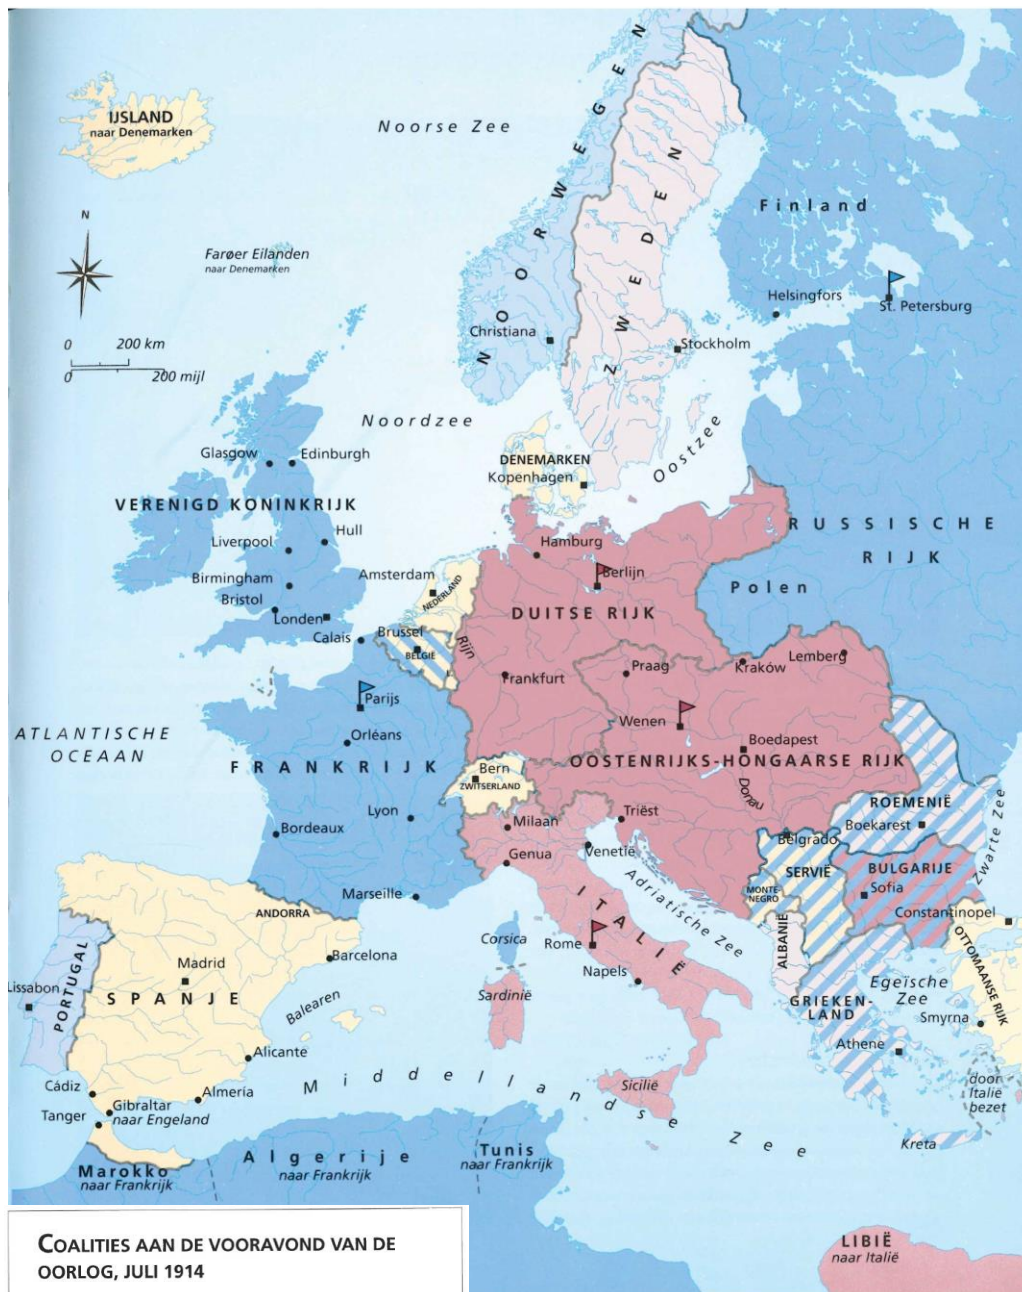 IJSLAND
naar Denemarken
Noorse Zee
NOORWEGEN
ZWEDEN
Finland
N
Farøer Eilanden
naar Denemarken
Helsingfors
St. Petersburg
Christiana
Stockholm
0 200 km
0 200 mijl
Noordzee
Oostzee
Glasgow
Edinburgh
DENEMARKEN
Kopenhagen
VERENIGD KONINKRIJK
RUSSISCHE
RIJK
Liverpool
Hull
Hamburg
Birmingham
Amsterdam
NEDERLAND
Berlijn
Polen
Bristol
Londen
DUITSE RIJK
Calais
Brussel
BELGIË
Rijn
Praag
Kraków
Lemberg
Frankfurt
Parijs
Wenen
ATLANTISCHE
OCEAAN
Orléans
Boedapest
FRANKRIJK
Bern
ZWITSERLAND
OOSTENRIJKS-HONGAARSE RIJK
Donau
ROEMENIË
Boekarest
Zwarte Zee
Lyon
Milaan
Triëst
Bordeaux
Genua
Venetië
Belgrado
SERVIË
BULGARIJE
Sofia
MONTE-
NEGRO
Marseille
ITALIË
Adriatische Zee
ANDORRA
Constantinopel
Corsica
Rome
ALBANIË
OTTOMAANSE RIJK
Barcelona
Madrid
Napels
PORTUGAL
Lissabon
SPANJE
Balearen
Sardinië
GRIEKEN-
LAND
Egeïsche
Zee
Smyrna
Athene
Alicante
Cádiz
Almería
Middellandse Zee
Sicilië
door
Italië
bezet
Gibraltar
naar Engeland
Tanger
Kreta
Marokko
naar Frankrijk
Algerije
naar Frankrijk
Tunis
naar Frankrijk
LIBIË
naar Italië
COALITIES AAN DE VOORAVOND VAN DE
OORLOG, JULI 1914